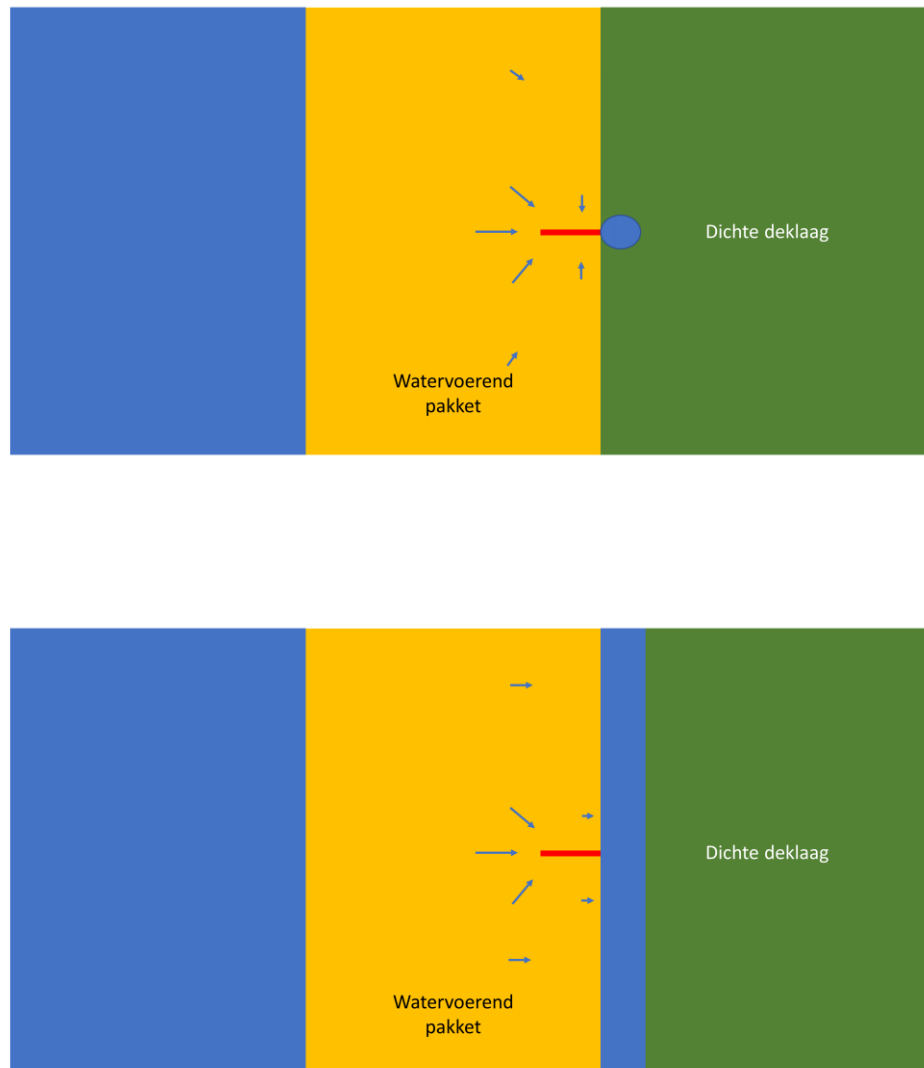 Dichte deklaag
Watervoerend
pakket
Dichte deklaag
Watervoerend
pakket